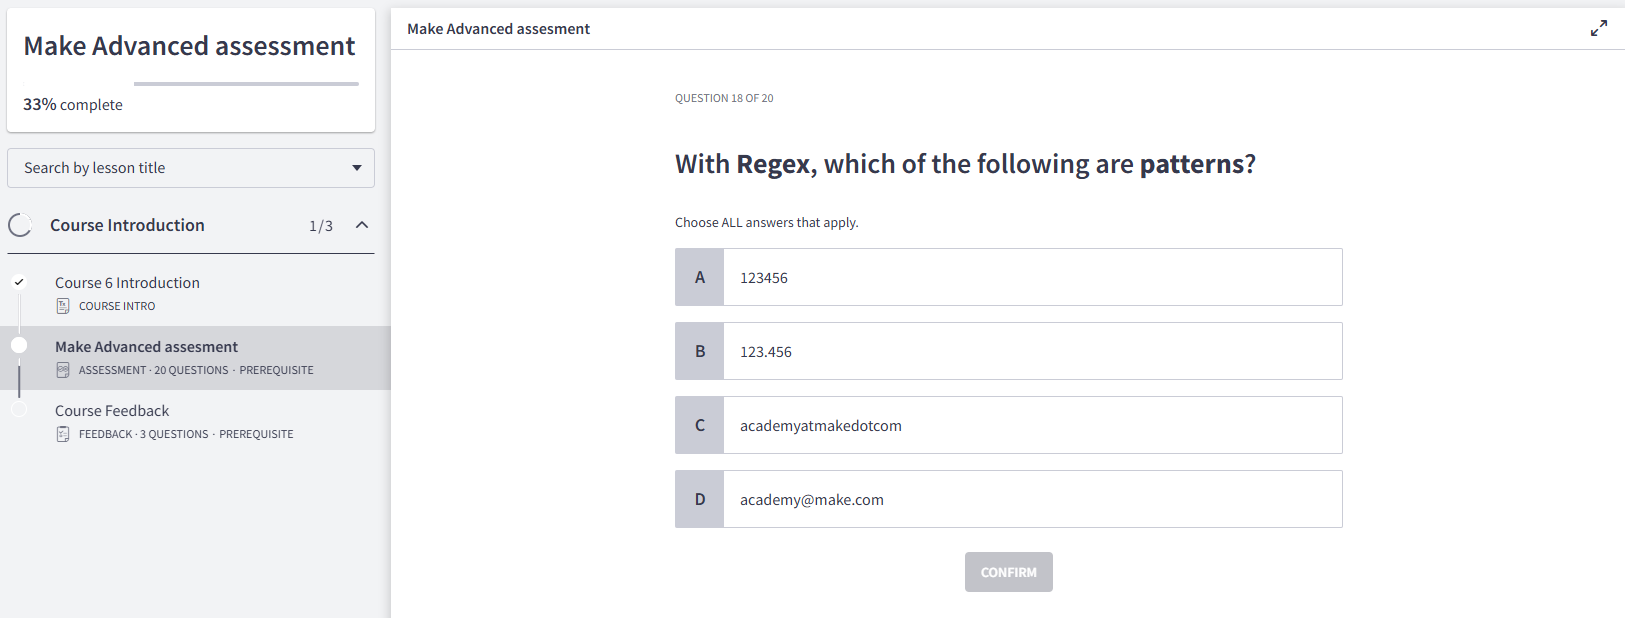 Make Advanced assessment
33% complete
Search by lesson title
Course Introduction 1/3
Course 6 Introduction
COURSE INTRO
Make Advanced assesment
ASSESSMENT · 20 QUESTIONS · PREREQUISITE
Course Feedback
FEEDBACK · 3 QUESTIONS · PREREQUISITE
Make Advanced assesment
QUESTION 18 OF 20
With Regex, which of the following are patterns?
Choose ALL answers that apply.
A 123456
B 123.456
C academyatmakedotcom
D academy@make.com
CONFIRM